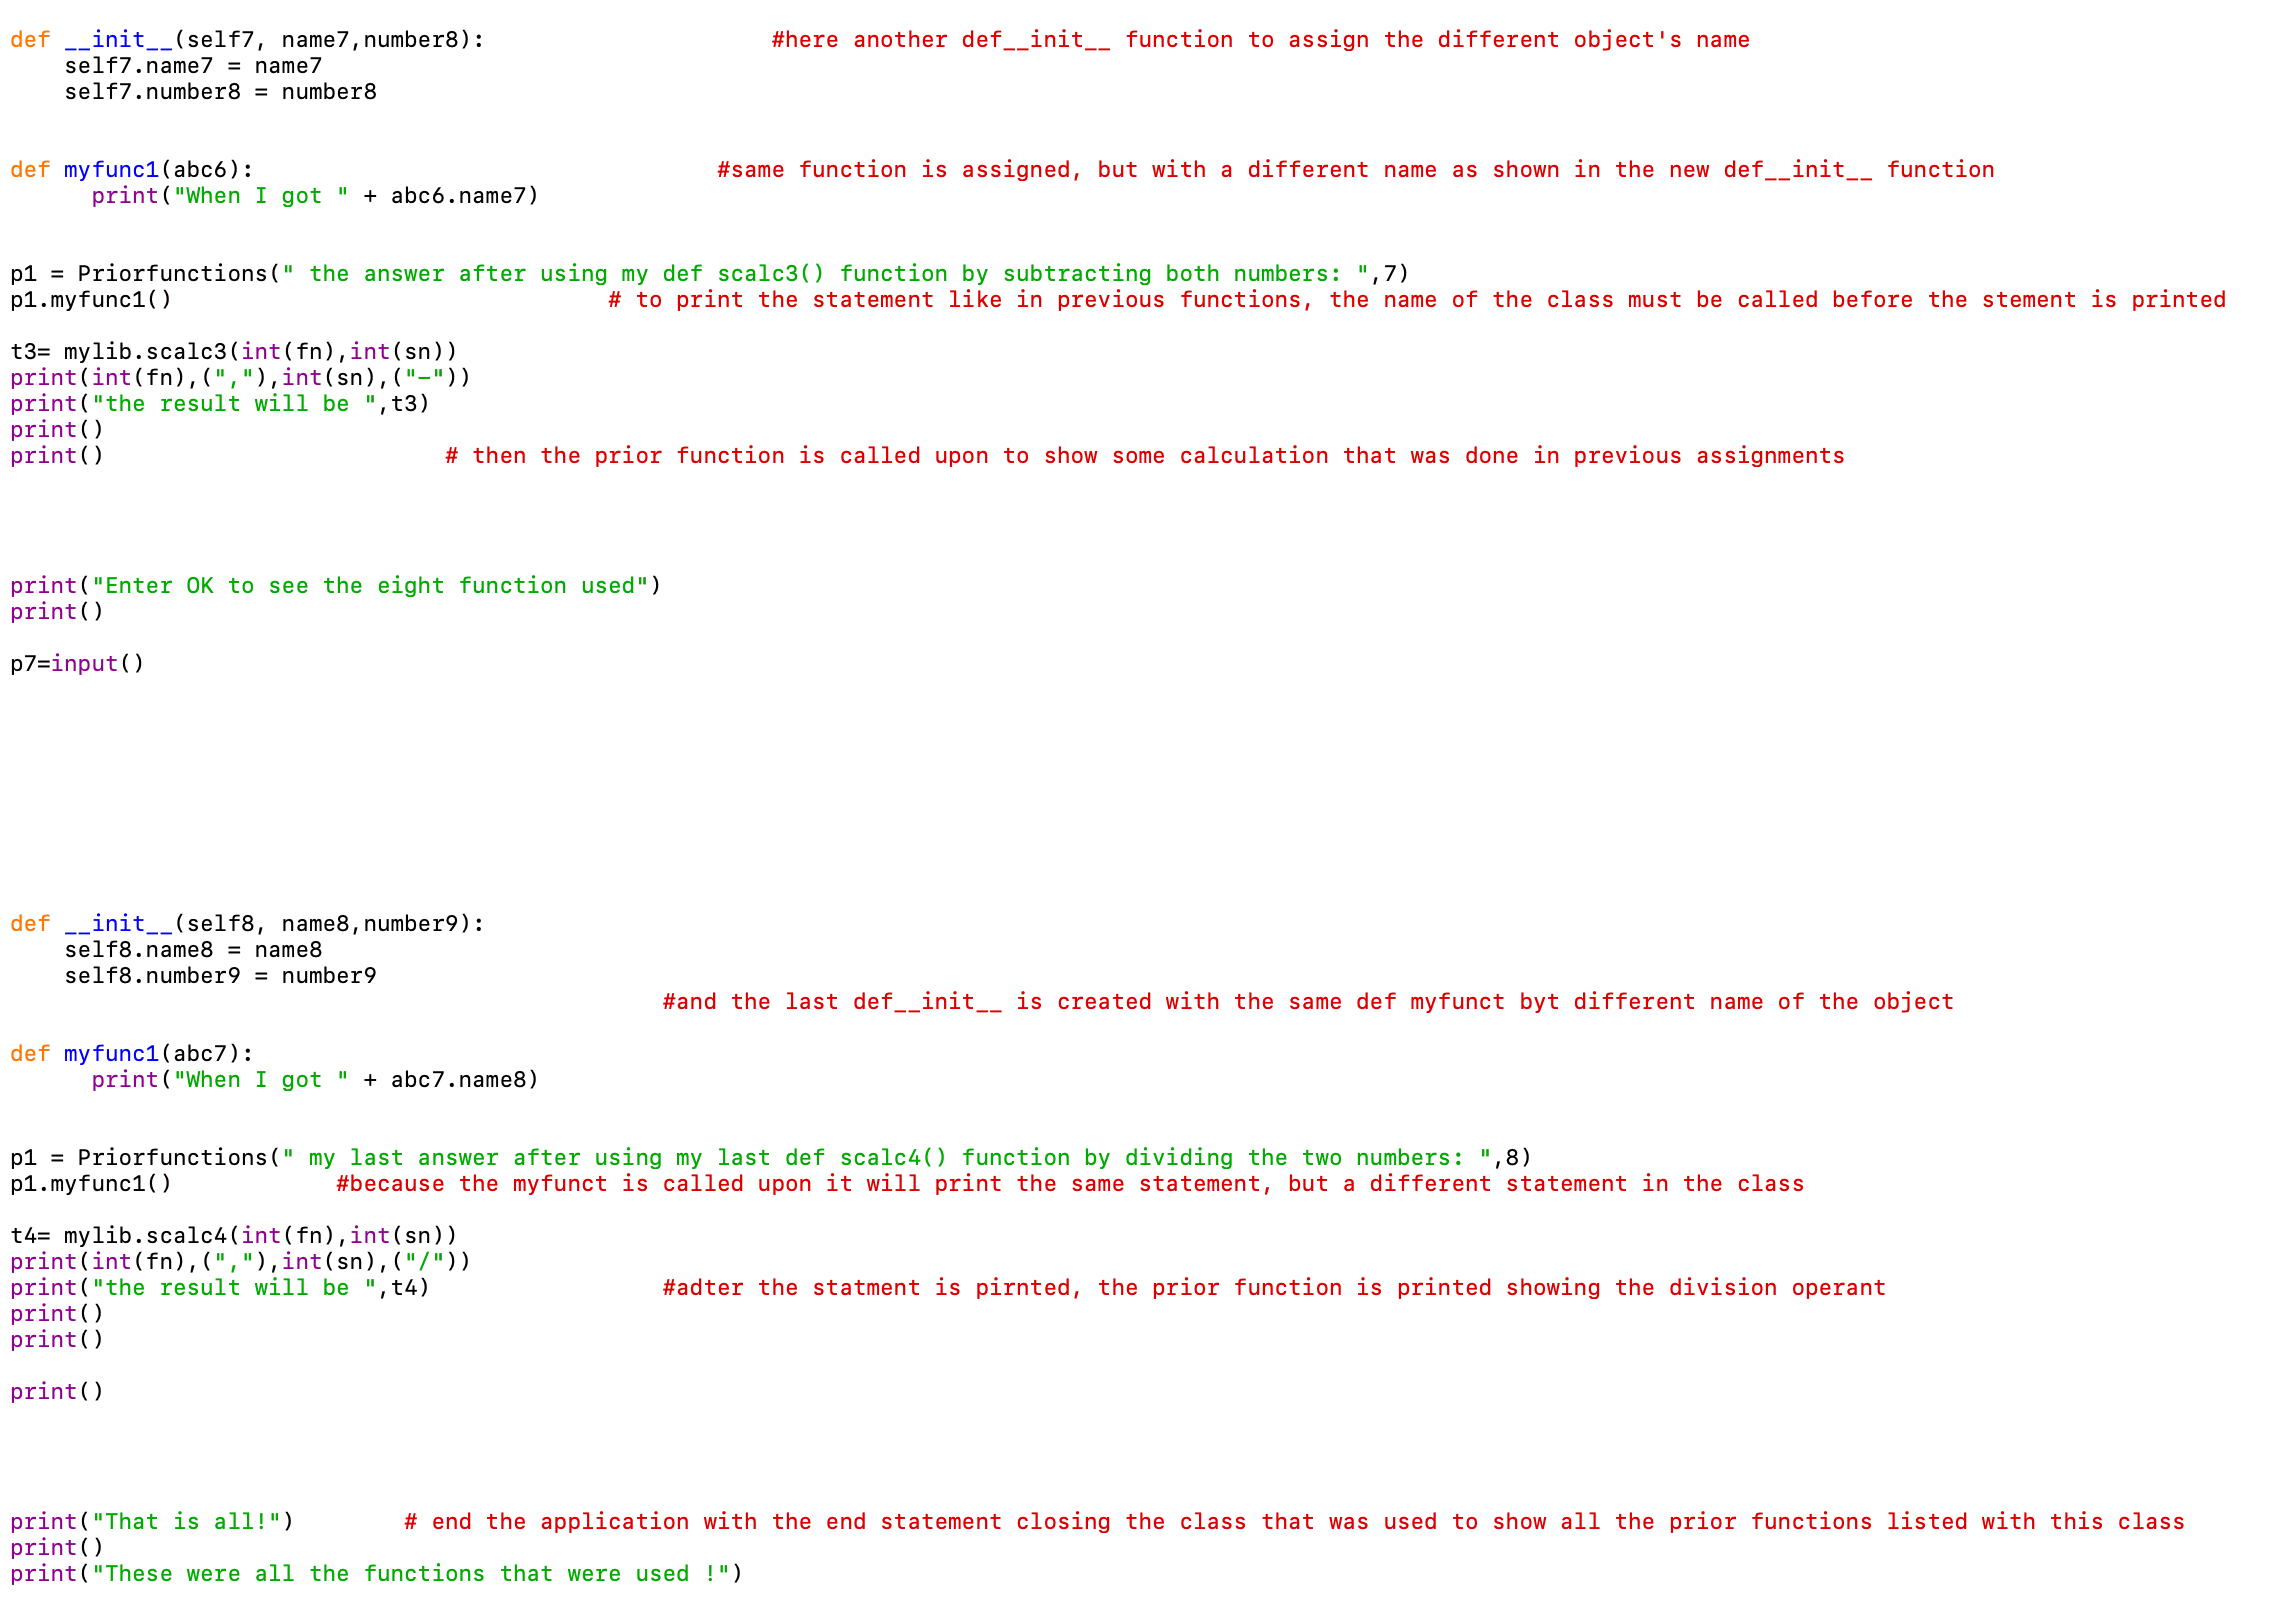 def __init__(self7, name7,number8):                     #here another def__init__ function to assign the different object's name
    self7.name7 = name7
    self7.number8 = number8
def myfunc1(abc6):                                  #same function is assigned, but with a different name as shown in the new def__init__ function
      print("When I got " + abc6.name7)
p1 = Priorfunctions(" the answer after using my def scalc3() function by subtracting both numbers: ",7)
p1.myfunc1()                                # to print the statement like in previous functions, the name of the class must be called before the stement is printed
t3= mylib.scalc3(int(fn),int(sn))
print(int(fn),(","),int(sn),("-"))
print("the result will be ",t3)
print()
print()                         # then the prior function is called upon to show some calculation that was done in previous assignments
print("Enter OK to see the eight function used")
print()
p7=input()
def __init__(self8, name8,number9):
    self8.name8 = name8
    self8.number9 = number9
                                                #and the last def__init__ is created with the same def myfunct byt different name of the object
def myfunc1(abc7):
      print("When I got " + abc7.name8)
p1 = Priorfunctions(" my last answer after using my last def scalc4() function by dividing the two numbers: ",8)
p1.myfunc1()            #because the myfunct is called upon it will print the same statement, but a different statement in the class
t4= mylib.scalc4(int(fn),int(sn))
print(int(fn),(","),int(sn),("/"))
print("the result will be ",t4)                 #adter the statment is pirnted, the prior function is printed showing the division operant
print()
print()
print()
print("That is all!")        # end the application with the end statement closing the class that was used to show all the prior functions listed with this class
print()
print("These were all the functions that were used !")